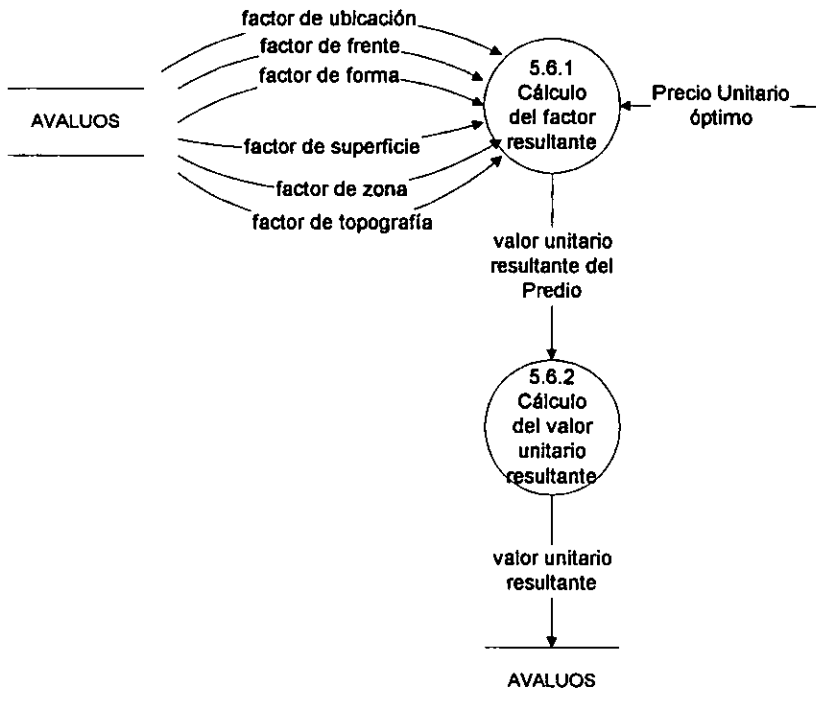 factor de ubicación
factor de frente
factor de forma
AVALUOS
factor de superficie
factor de zona
factor de topografía
5.6.1
Cálculo
del factor
resultante
Precio Unitario
óptimo
valor unitario
resultante del
Predio
5.6.2
Cálculo
del valor
unitario
resultante
valor unitario
resultante
AVALUOS